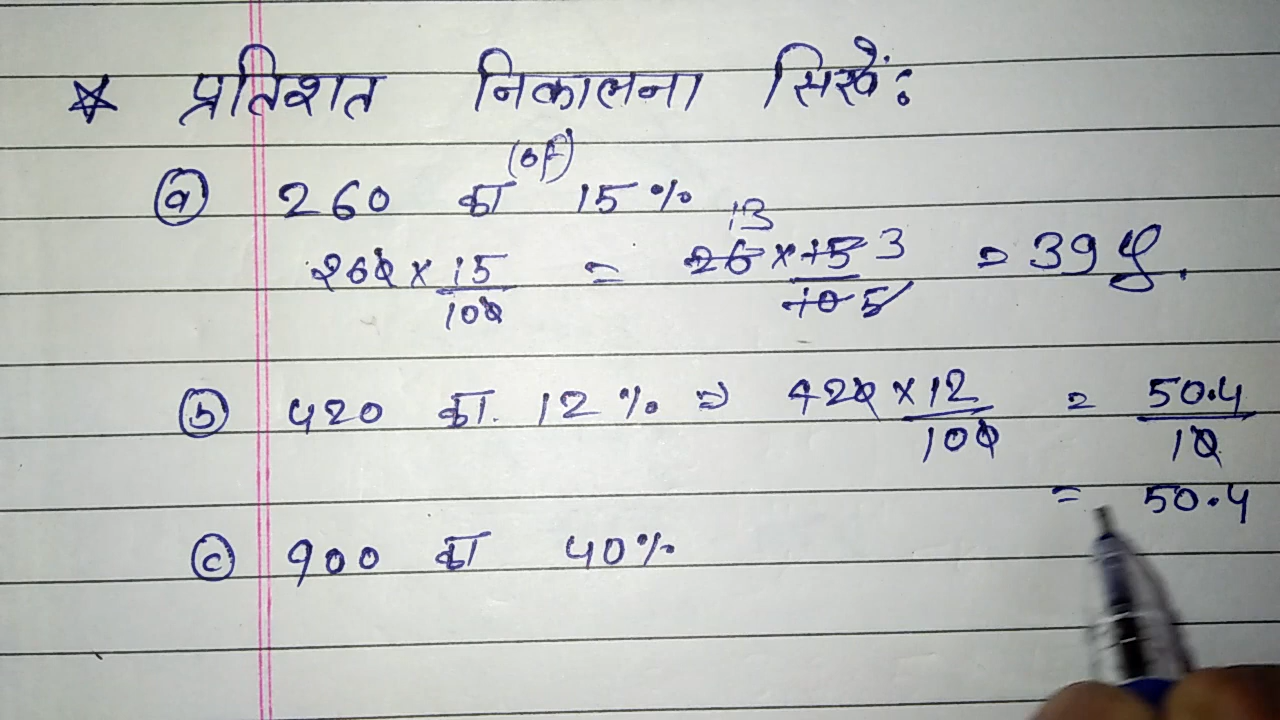 ☆ प्रतिशत निकालना सिखें:
(of)
(a) 260 का 15%
13
260 × 15/100 = 26 × 15 3/10 5 = 39
(b) 420 का. 12% ⇒ 420 × 12/100 = 50.4/10
= 50.4
(c) 900 का 40%